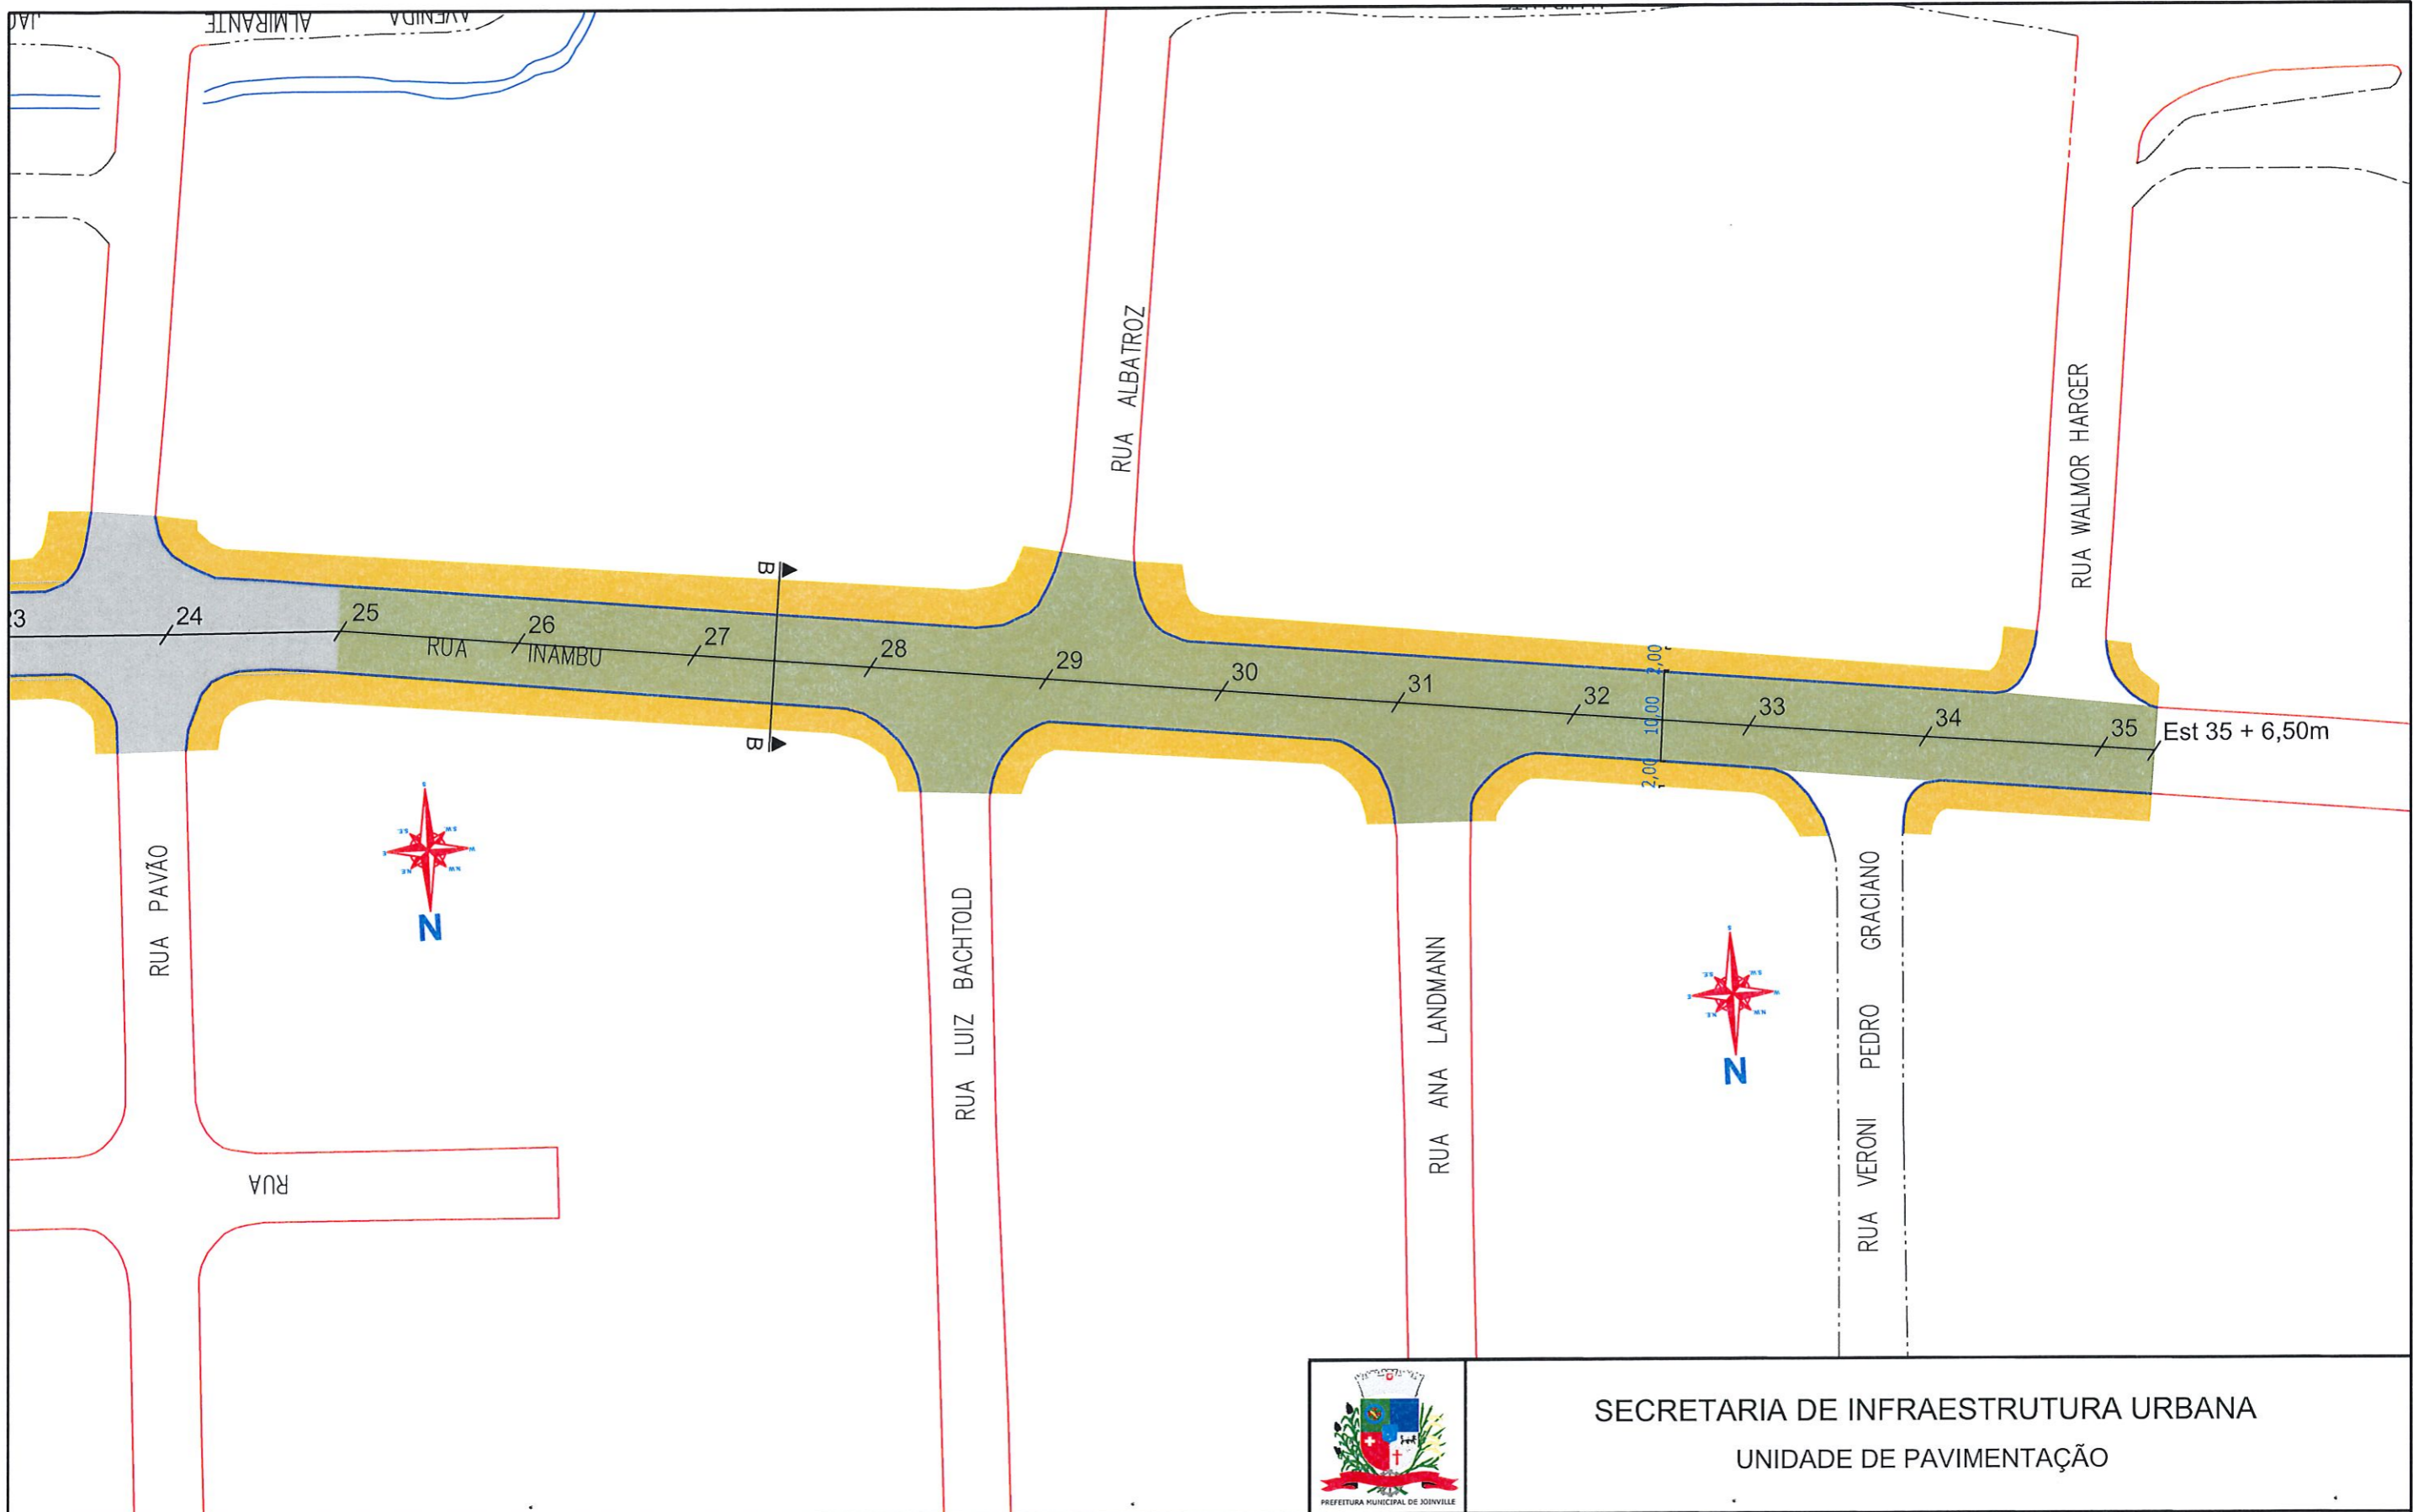 AVENIDA
ALMIRANTE
RUA ALBATROZ
RUA WALMOR HARGER
B
23
24
25
26
27
28
29
30
31
32
33
34
35
Est 35 + 6,50m
RUA INAMBU
2,00
10,00
2,00
B
RUA PAVÃO
RUA LUIZ BACHTOLD
RUA ANA LANDMANN
RUA VERONI PEDRO GRACIANO
N
N
RUA
SECRETARIA DE INFRAESTRUTURA URBANA
UNIDADE DE PAVIMENTAÇÃO
PREFEITURA MUNICIPAL DE JOINVILLE